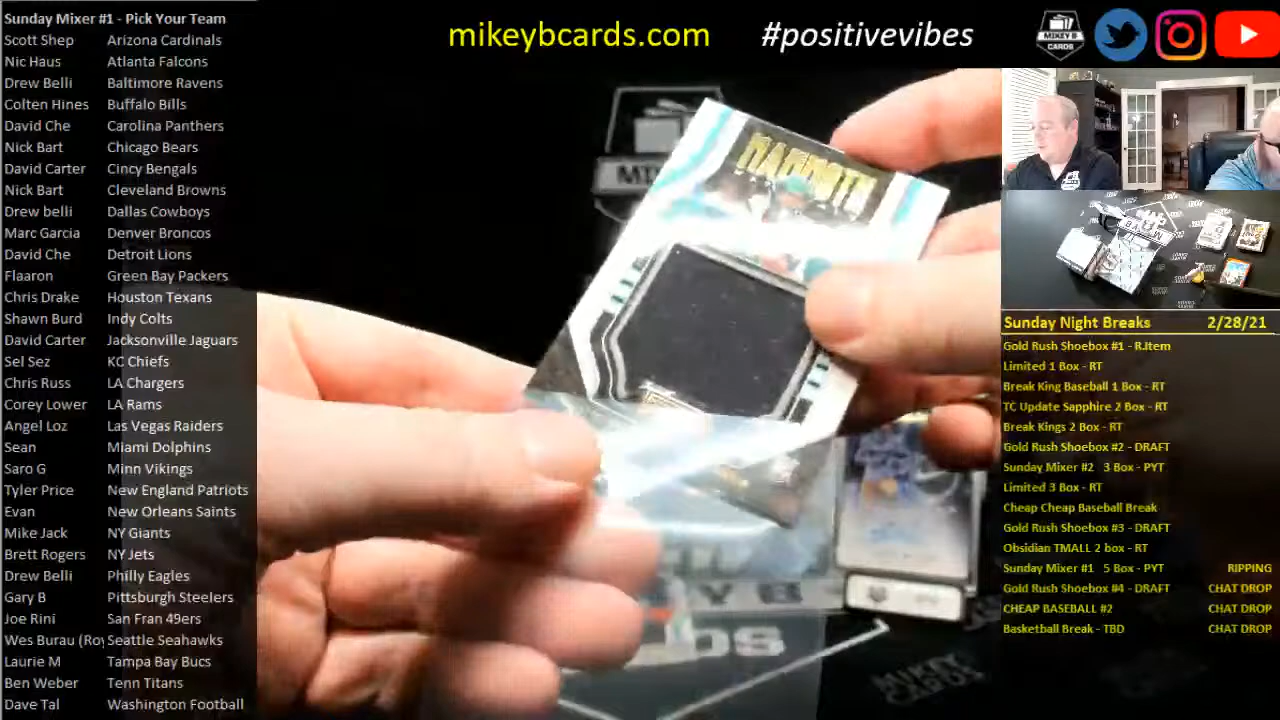 Sunday Mixer #1 - Pick Your Team
Scott Shep Arizona Cardinals
Nic Haus Atlanta Falcons
Drew Belli Baltimore Ravens
Colten Hines Buffalo Bills
David Che Carolina Panthers
Nick Bart Chicago Bears
David Carter Cincy Bengals
Nick Bart Cleveland Browns
Drew belli Dallas Cowboys
Marc Garcia Denver Broncos
David Che Detroit Lions
Flaaron Green Bay Packers
Chris Drake Houston Texans
Shawn Burd Indy Colts
David Carter Jacksonville Jaguars
Sel Sez KC Chiefs
Chris Russ LA Chargers
Corey Lower LA Rams
Angel Loz Las Vegas Raiders
Sean Miami Dolphins
Saro G Minn Vikings
Tyler Price New England Patriots
Evan New Orleans Saints
Mike Jack NY Giants
Brett Rogers NY Jets
Drew Belli Philly Eagles
Gary B Pittsburgh Steelers
Joe Rini San Fran 49ers
Wes Burau (Roy Seattle Seahawks
Laurie M Tampa Bay Bucs
Ben Weber Tenn Titans
Dave Tal Washington Football
mikeybcards.com #positivevibes
MIKEY B
CARDS
MAMMOTH
MIKEY
CARDS
Sunday Night Breaks 2/28/21
Gold Rush Shoebox #1 - R.Item
Limited 1 Box - RT
Break King Baseball 1 Box - RT
TC Update Sapphire 2 Box - RT
Break Kings 2 Box - RT
Gold Rush Shoebox #2 - DRAFT
Sunday Mixer #2 3 Box - PYT
Limited 3 Box - RT
Cheap Cheap Baseball Break
Gold Rush Shoebox #3 - DRAFT
Obsidian TMALL 2 box - RT
Sunday Mixer #1 5 Box - PYT RIPPING
Gold Rush Shoebox #4 - DRAFT CHAT DROP
CHEAP BASEBALL #2 CHAT DROP
Basketball Break - TBD CHAT DROP